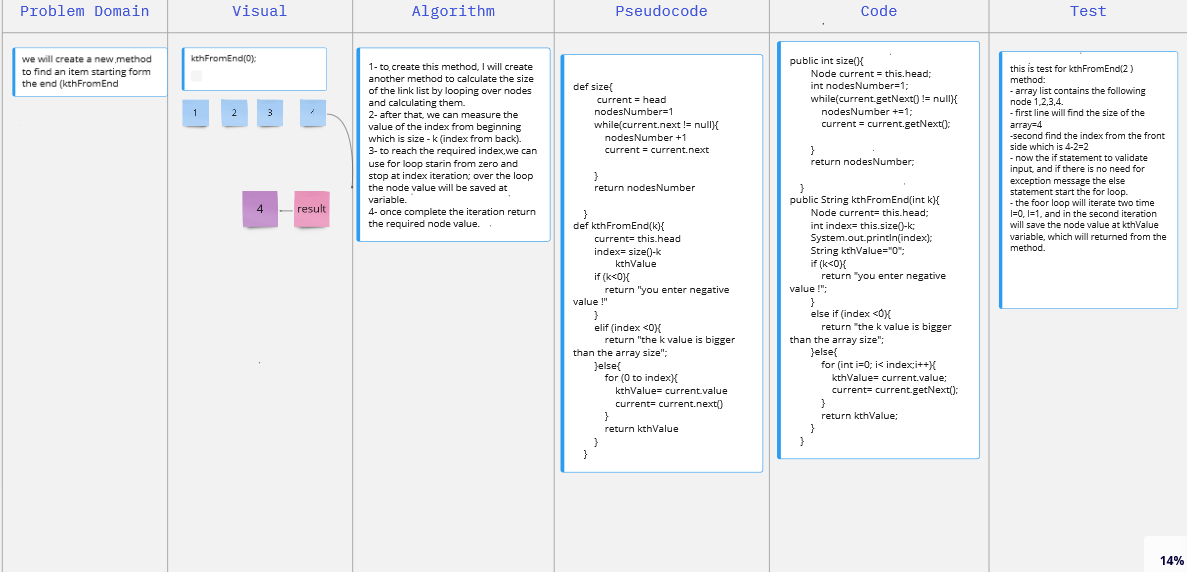 Problem Domain
Visual
Algorithm
Pseudocode
Code
Test
we will create a new method
to find an item starting form
the end (kthFromEnd
kthFromEnd(0);
1
2
3
4
4
result
1- to create this method, I will create
another method to calculate the size
of the link list by looping over nodes
and calculating them.
2- after that, we can measure the
value of the index from beginning
which is size - k (index from back).
3- to reach the required index,we can
use for loop starin from zero and
stop at index iteration; over the loop
the node value will be saved at
variable.
4- once complete the iteration return
the required node value.
def size{
current = head
nodesNumber=1
while(current.next != null){
nodesNumber +1
current = current.next
}
return nodesNumber
}
def kthFromEnd(k){
current= this.head
index= size()-k
kthValue
if (k<0){
return "you enter negative
value !"
}
elif (index <0){
return "the k value is bigger
than the array size";
}else{
for (0 to index){
kthValue= current.value
current= current.next()
}
return kthValue
}
}
public int size(){
Node current = this.head;
int nodesNumber=1;
while(current.getNext() != null){
nodesNumber +=1;
current = current.getNext();
}
return nodesNumber;
}
public String kthFromEnd(int k){
Node current= this.head;
int index= this.size()-k;
System.out.println(index);
String kthValue="0";
if (k<0){
return "you enter negative
value !";
}
else if (index <0){
return "the k value is bigger
than the array size";
}else{
for (int i=0; i< index;i++){
kthValue= current.value;
current= current.getNext();
}
return kthValue;
}
}
this is test for kthFromEnd(2 )
method:
- array list contains the following
node 1,2,3,4.
- first line will find the size of the
array=4
-second find the index from the front
side which is 4-2=2
- now the if statement to validate
input, and if there is no need for
exception message the else
statement start the for loop.
- the foor loop will iterate two time
I=0, I=1, and in the second iteration
will save the node value at kthValue
variable, which will returned from the
method.
14%